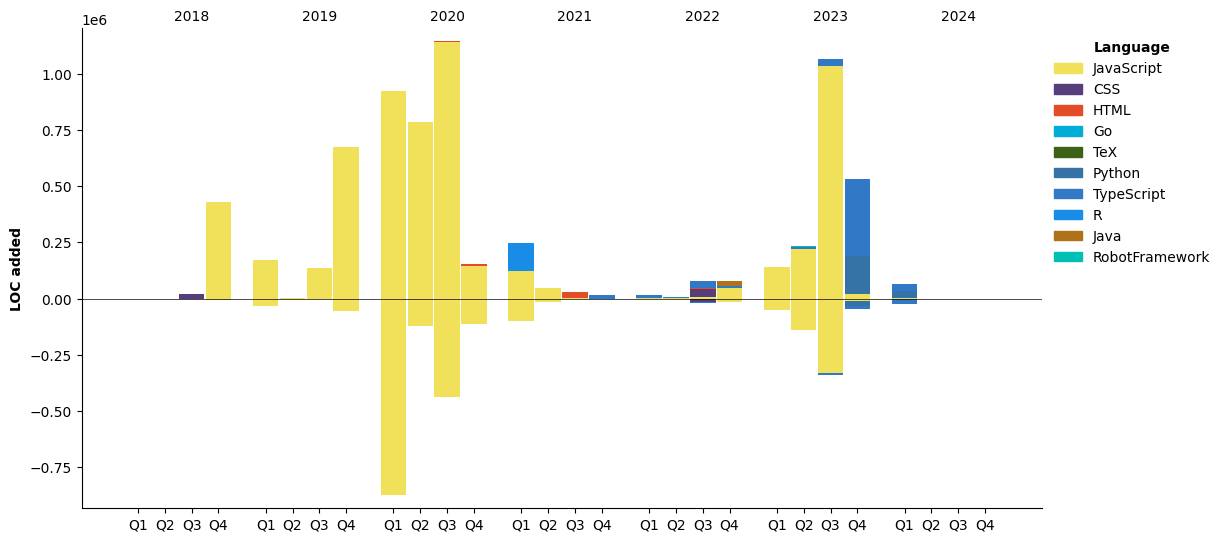 1e6
2018 2019 2020 2021 2022 2023 2024
LOC added
1.00
0.75
0.50
0.25
0.00
−0.25
−0.50
−0.75
Q1 Q2 Q3 Q4 Q1 Q2 Q3 Q4 Q1 Q2 Q3 Q4 Q1 Q2 Q3 Q4 Q1 Q2 Q3 Q4 Q1 Q2 Q3 Q4 Q1 Q2 Q3 Q4
Language
JavaScript
CSS
HTML
Go
TeX
Python
TypeScript
R
Java
RobotFramework